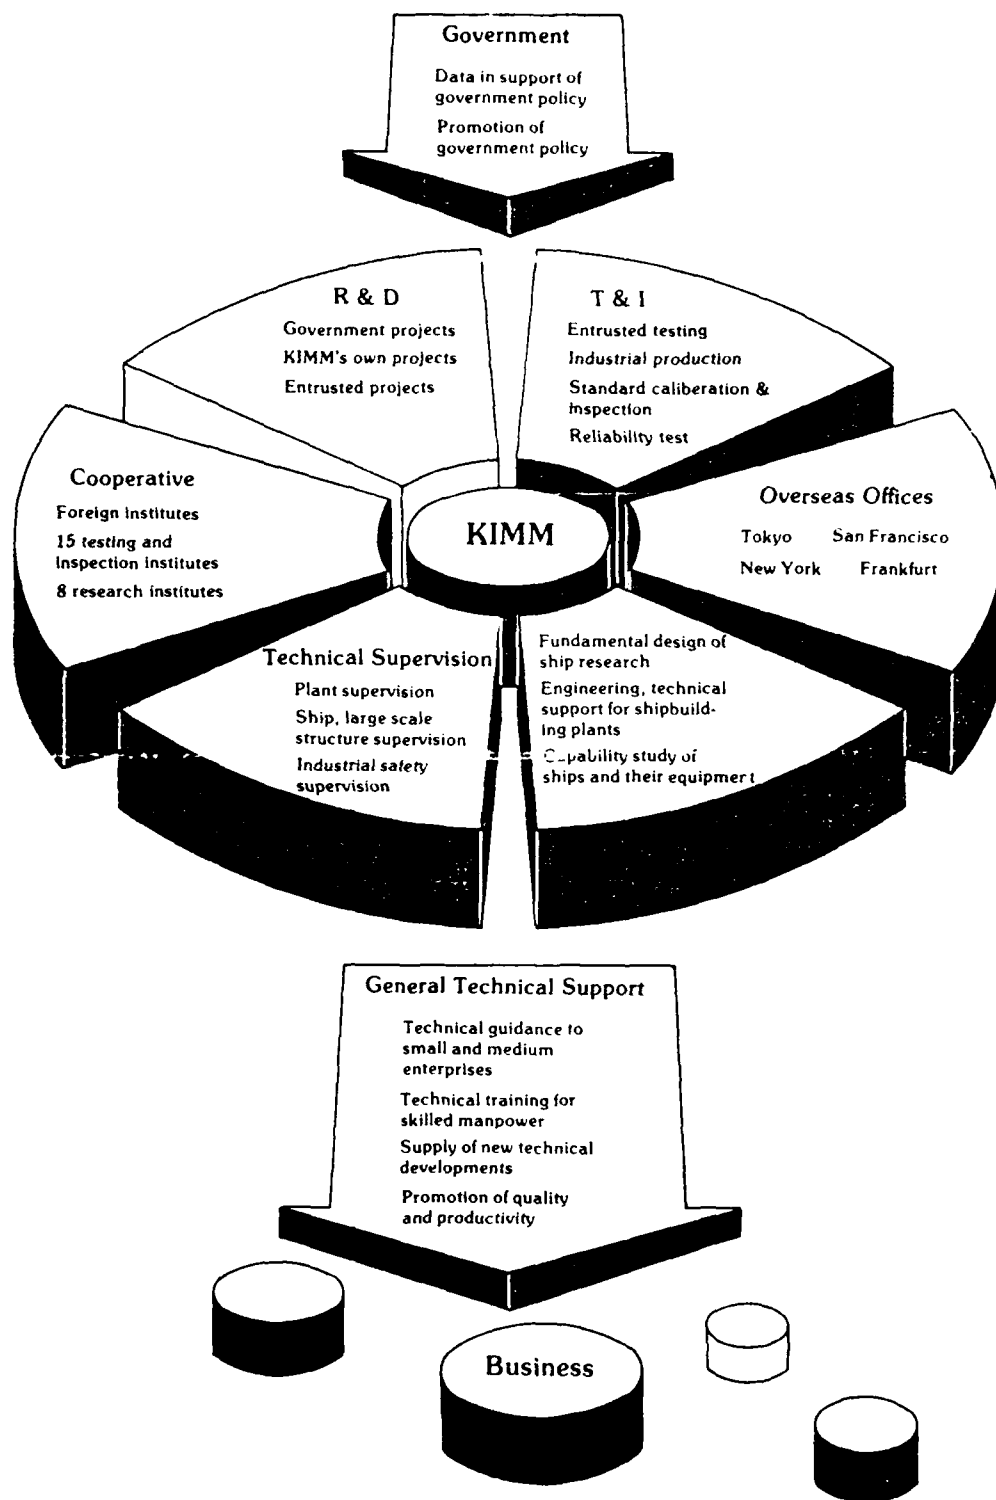 Government
Data in support of
government policy
Promotion of
government policy
R & D
Government projects
KIMM's own projects
Entrusted projects
T & I
Entrusted testing
Industrial production
Standard caliberation &
Inspection
Reliability test
Cooperative
Foreign institutes
15 testing and
Inspection institutes
8 research institutes
KIMM
Overseas Offices
Tokyo San Francisco
New York Frankfurt
Technical Supervision
Plant supervision
Ship, large scale
structure supervision
Industrial safety
supervision
Fundamental design of
ship research
Engineering, technical
support for shipbuild-
ing plants
Capability study of
ships and their equipment
General Technical Support
Technical guidance to
small and medium
enterprises
Technical training for
skilled manpower
Supply of new technical
developments
Promotion of quality
and productivity
Business